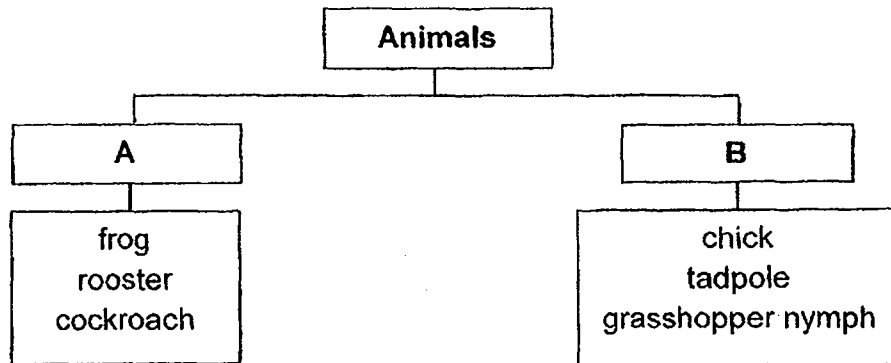 Animals
A
B
frog
rooster
cockroach
chick
tadpole
grasshopper nymph